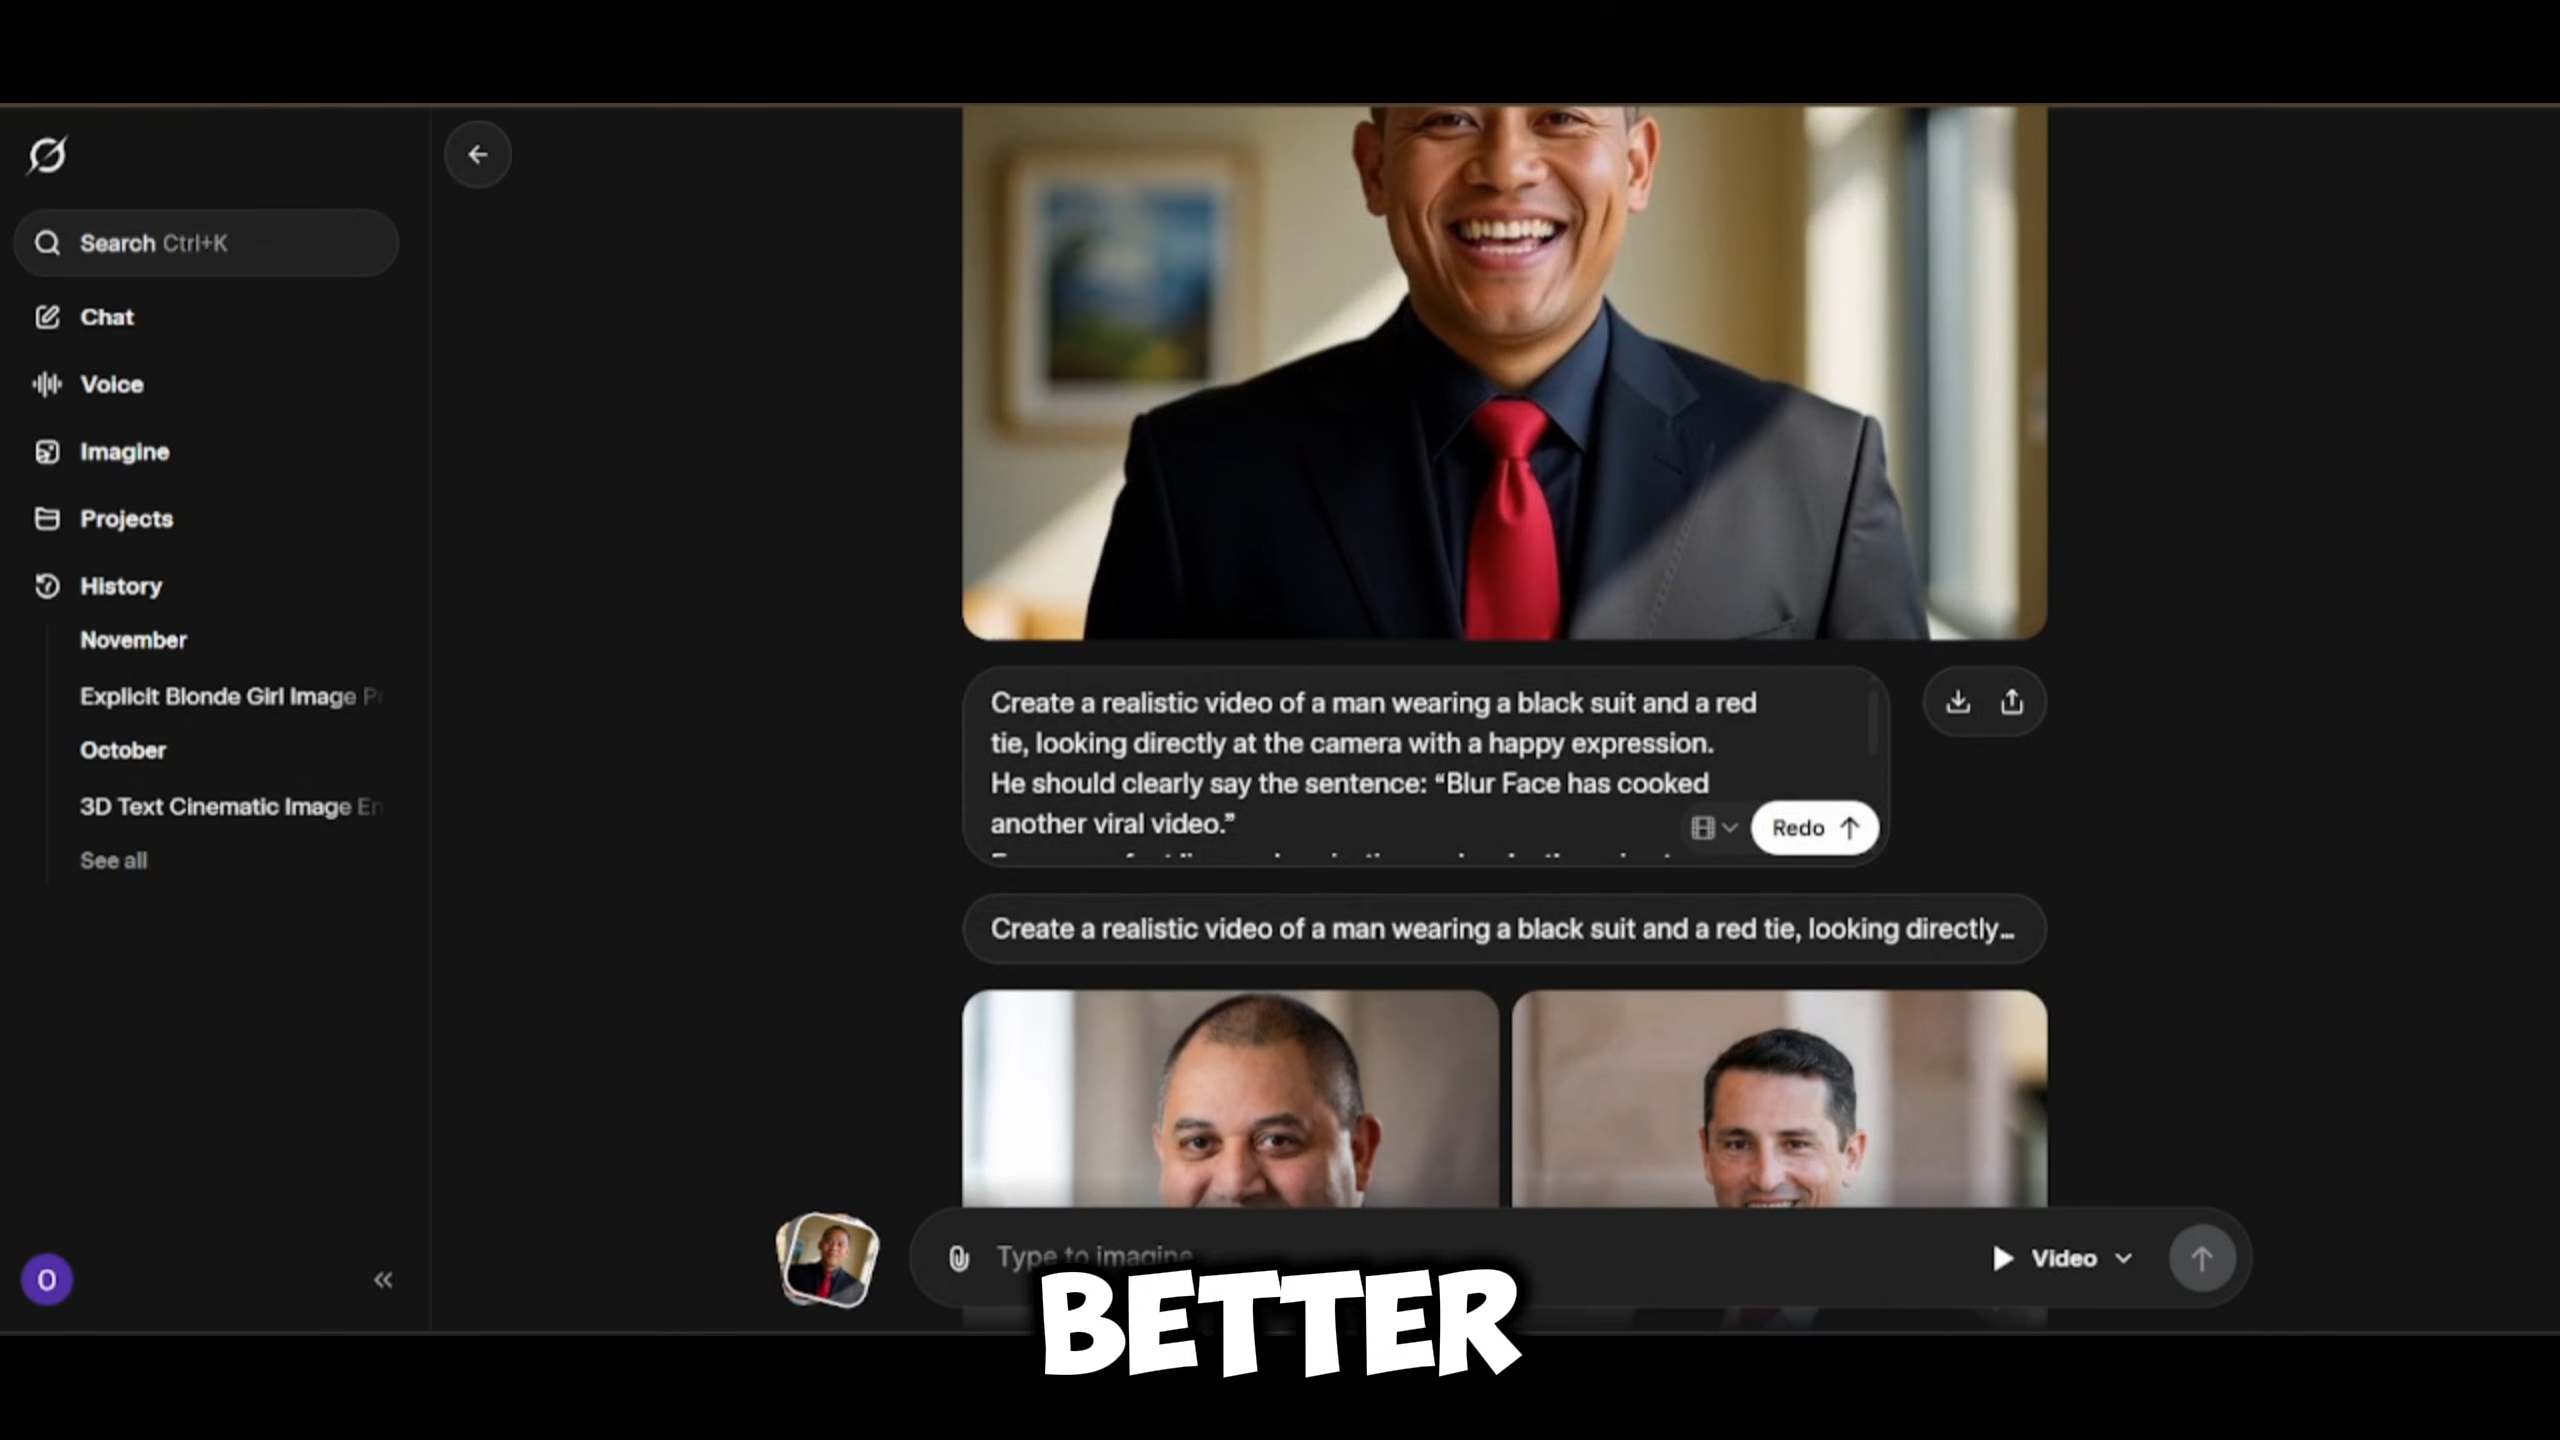 Search Ctrl+K
Chat
Voice
Imagine
Projects
History
November
Explicit Blonde Girl Image Pr
October
3D Text Cinematic Image En
See all
O
Create a realistic video of a man wearing a black suit and a red
tie, looking directly at the camera with a happy expression.
He should clearly say the sentence: “Blur Face has cooked
another viral video.”
Redo
Create a realistic video of a man wearing a black suit and a red tie, looking directly...
Type to imagine
Video
BETTER